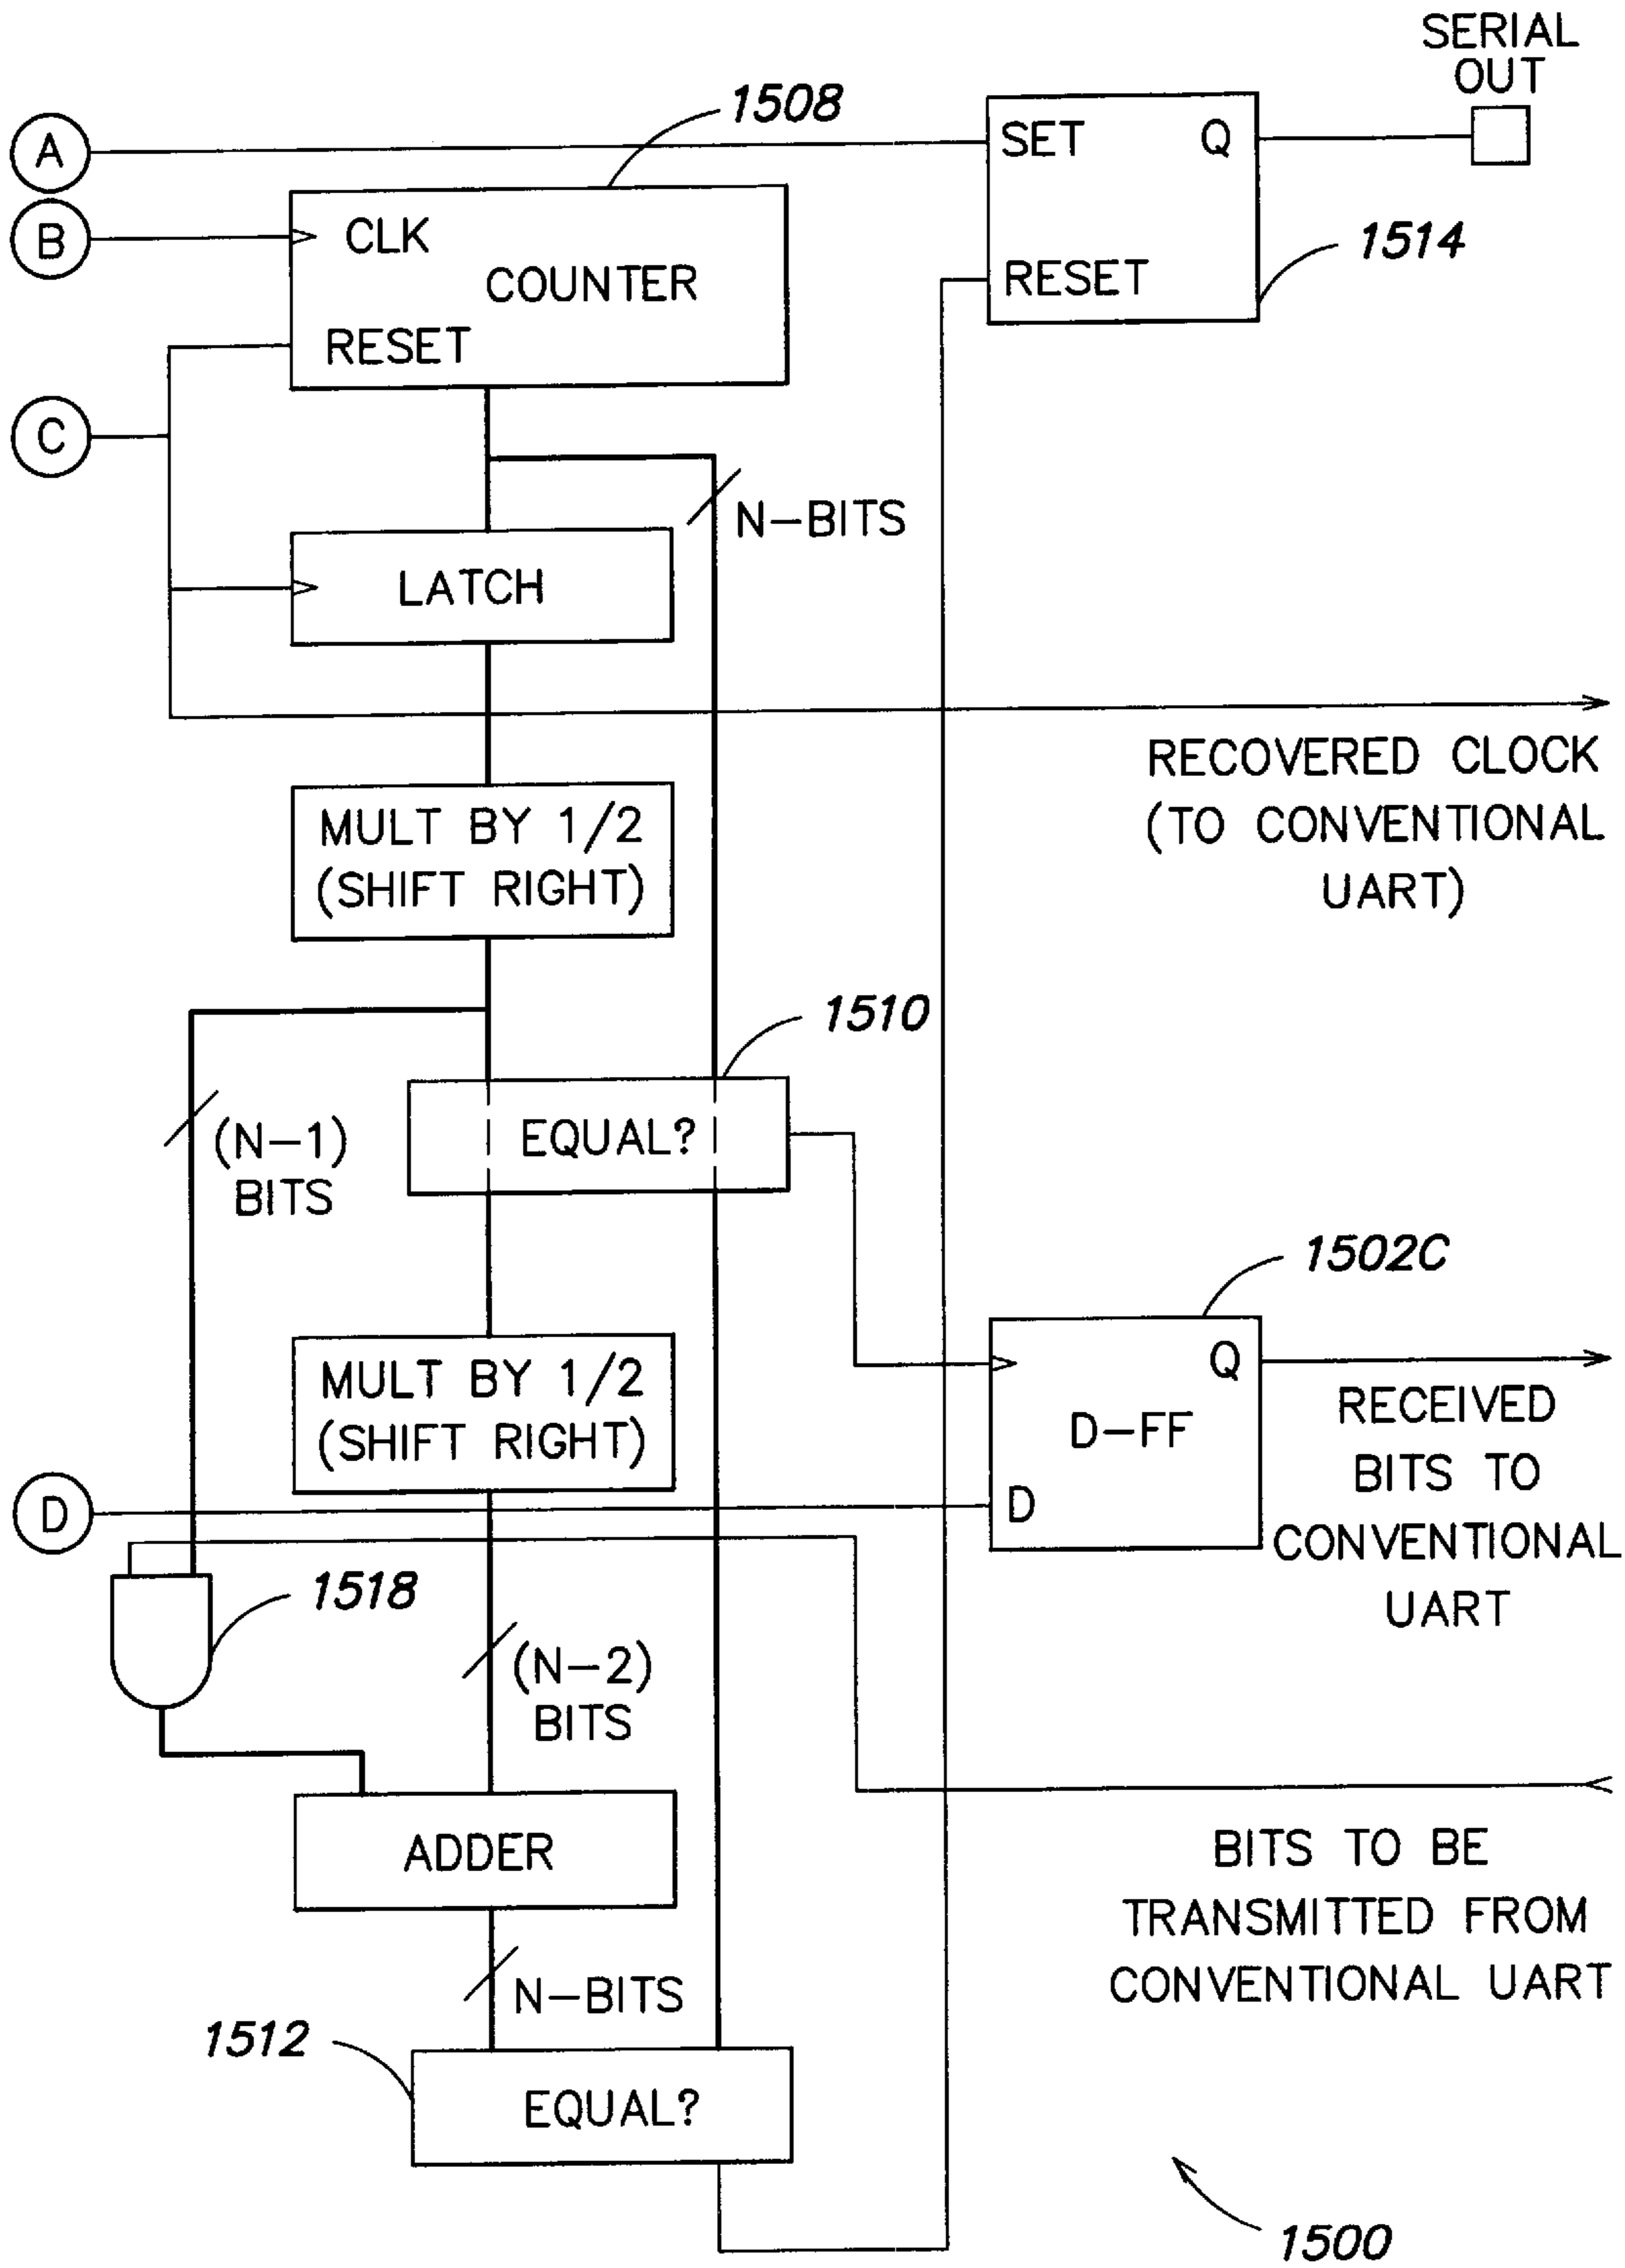 SERIAL
OUT
1508
A
SET
Q
B
CLK
COUNTER
1514
RESET
RESET
C
N-BITS
LATCH
RECOVERED CLOCK
(TO CONVENTIONAL
UART)
MULT BY 1/2
(SHIFT RIGHT)
1510
EQUAL?
(N-1)
BITS
1502C
MULT BY 1/2
(SHIFT RIGHT)
Q
D-FF
D
RECEIVED
BITS TO
CONVENTIONAL
UART
D
1518
(N-2)
BITS
ADDER
BITS TO BE
TRANSMITTED FROM
CONVENTIONAL UART
N-BITS
1512
EQUAL?
1500